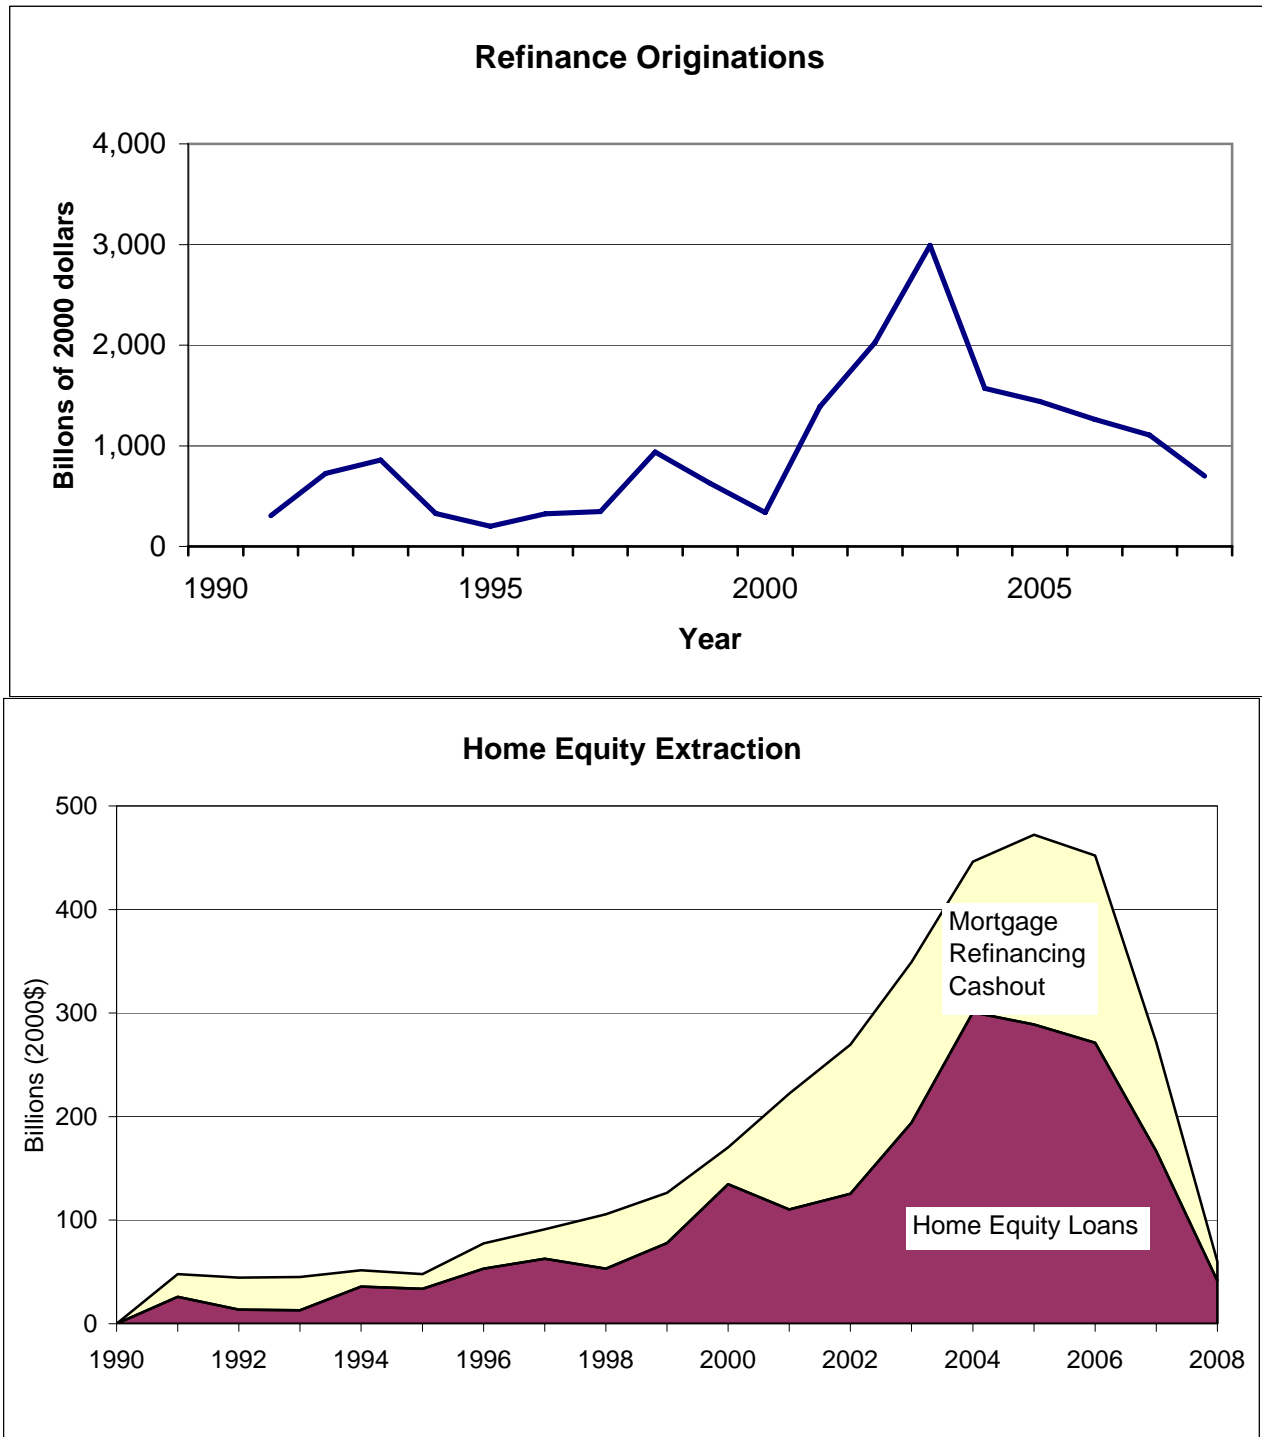 Refinance Originations
4,000
3,000
2,000
1,000
0
Billons of 2000 dollars
1990 1995 2000 2005
Year
Home Equity Extraction
500
400
300
200
100
0
Billions (2000$)
Mortgage
Refinancing
Cashout
Home Equity Loans
1990 1992 1994 1996 1998 2000 2002 2004 2006 2008